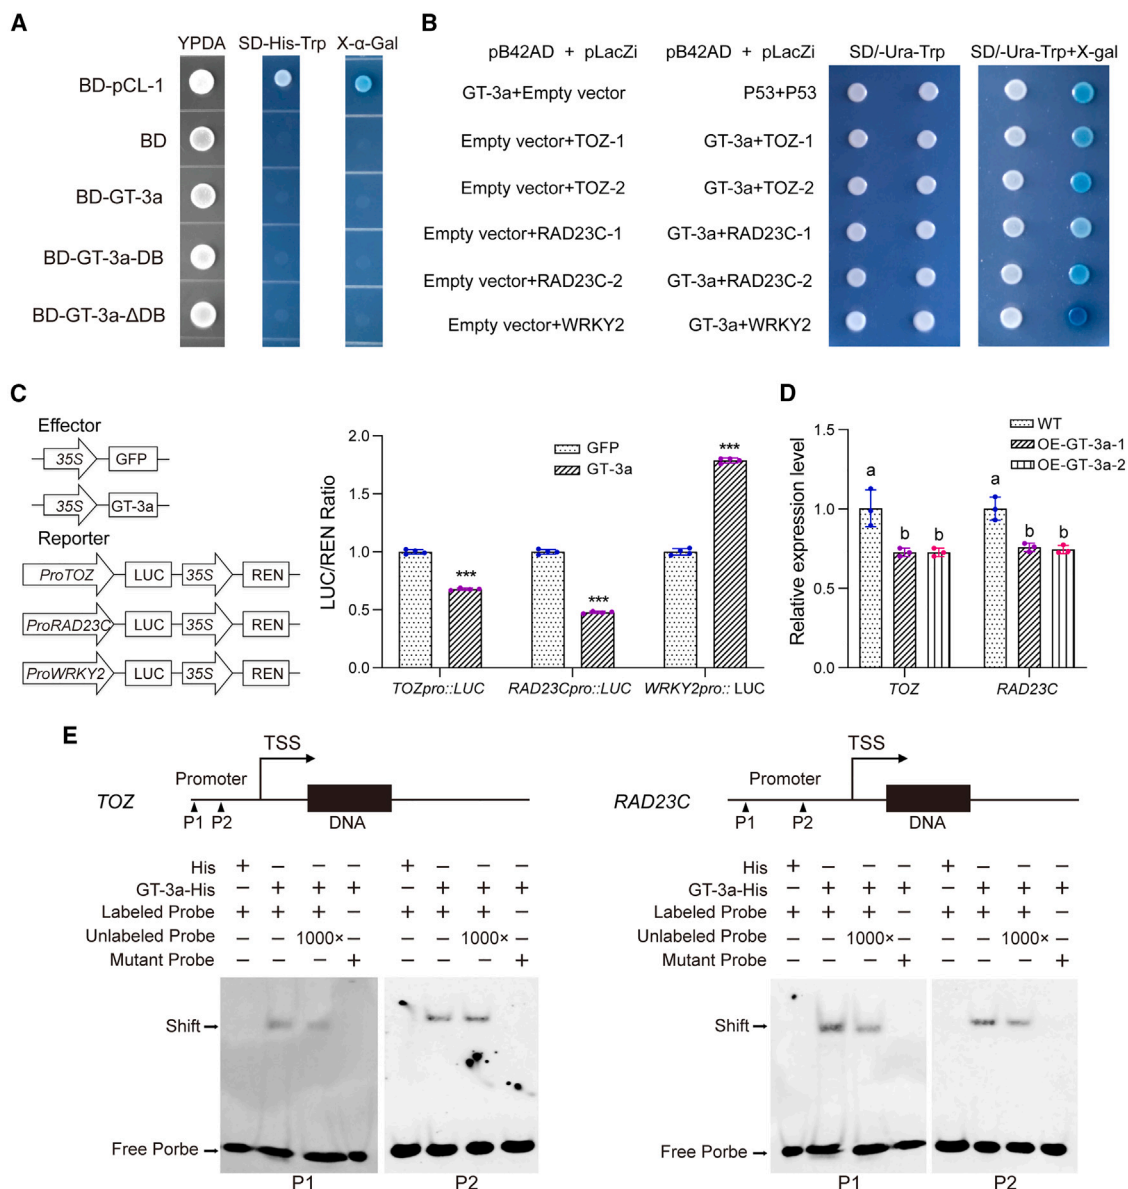 A
YPDA SD-His-Trp X-α-Gal
BD-pCL-1
BD
BD-GT-3a
BD-GT-3a-DB
BD-GT-3a-ΔDB
B
pB42AD + pLacZi pB42AD + pLacZi SD/-Ura-Trp SD/-Ura-Trp+X-gal
GT-3a+Empty vector P53+P53
Empty vector+TOZ-1 GT-3a+TOZ-1
Empty vector+TOZ-2 GT-3a+TOZ-2
Empty vector+RAD23C-1 GT-3a+RAD23C-1
Empty vector+RAD23C-2 GT-3a+RAD23C-2
Empty vector+WRKY2 GT-3a+WRKY2
C
Effector
35S GFP
35S GT-3a
Reporter
ProTOZ LUC 35S REN
ProRAD23C LUC 35S REN
ProWRKY2 LUC 35S REN
LUC/REN Ratio
2.0
1.5
1.0
0.5
0.0
GFP
GT-3a
*** *** ***
TOZpro::LUC RAD23Cpro::LUC WRKY2pro:: LUC
D
Relative expression level
1.5
1.0
0.5
0.0
WT
OE-GT-3a-1
OE-GT-3a-2
a b b a b b
TOZ RAD23C
E
TSS
Promoter
TOZ
P1 P2 DNA
His + − − − + − − −
GT-3a-His − + + + − + + +
Labeled Probe + + + − + + + −
Unlabeled Probe − − 1000× − − − 1000× −
Mutant Probe − − − + − − − +
Shift
Free Porbe
P1 P2
TSS
Promoter
RAD23C
P1 P2 DNA
His + − − − + − − −
GT-3a-His − + + + − + + +
Labeled Probe + + + − + + + −
Unlabeled Probe − − 1000× − − − 1000× −
Mutant Probe − − − + − − − +
Shift
Free Porbe
P1 P2